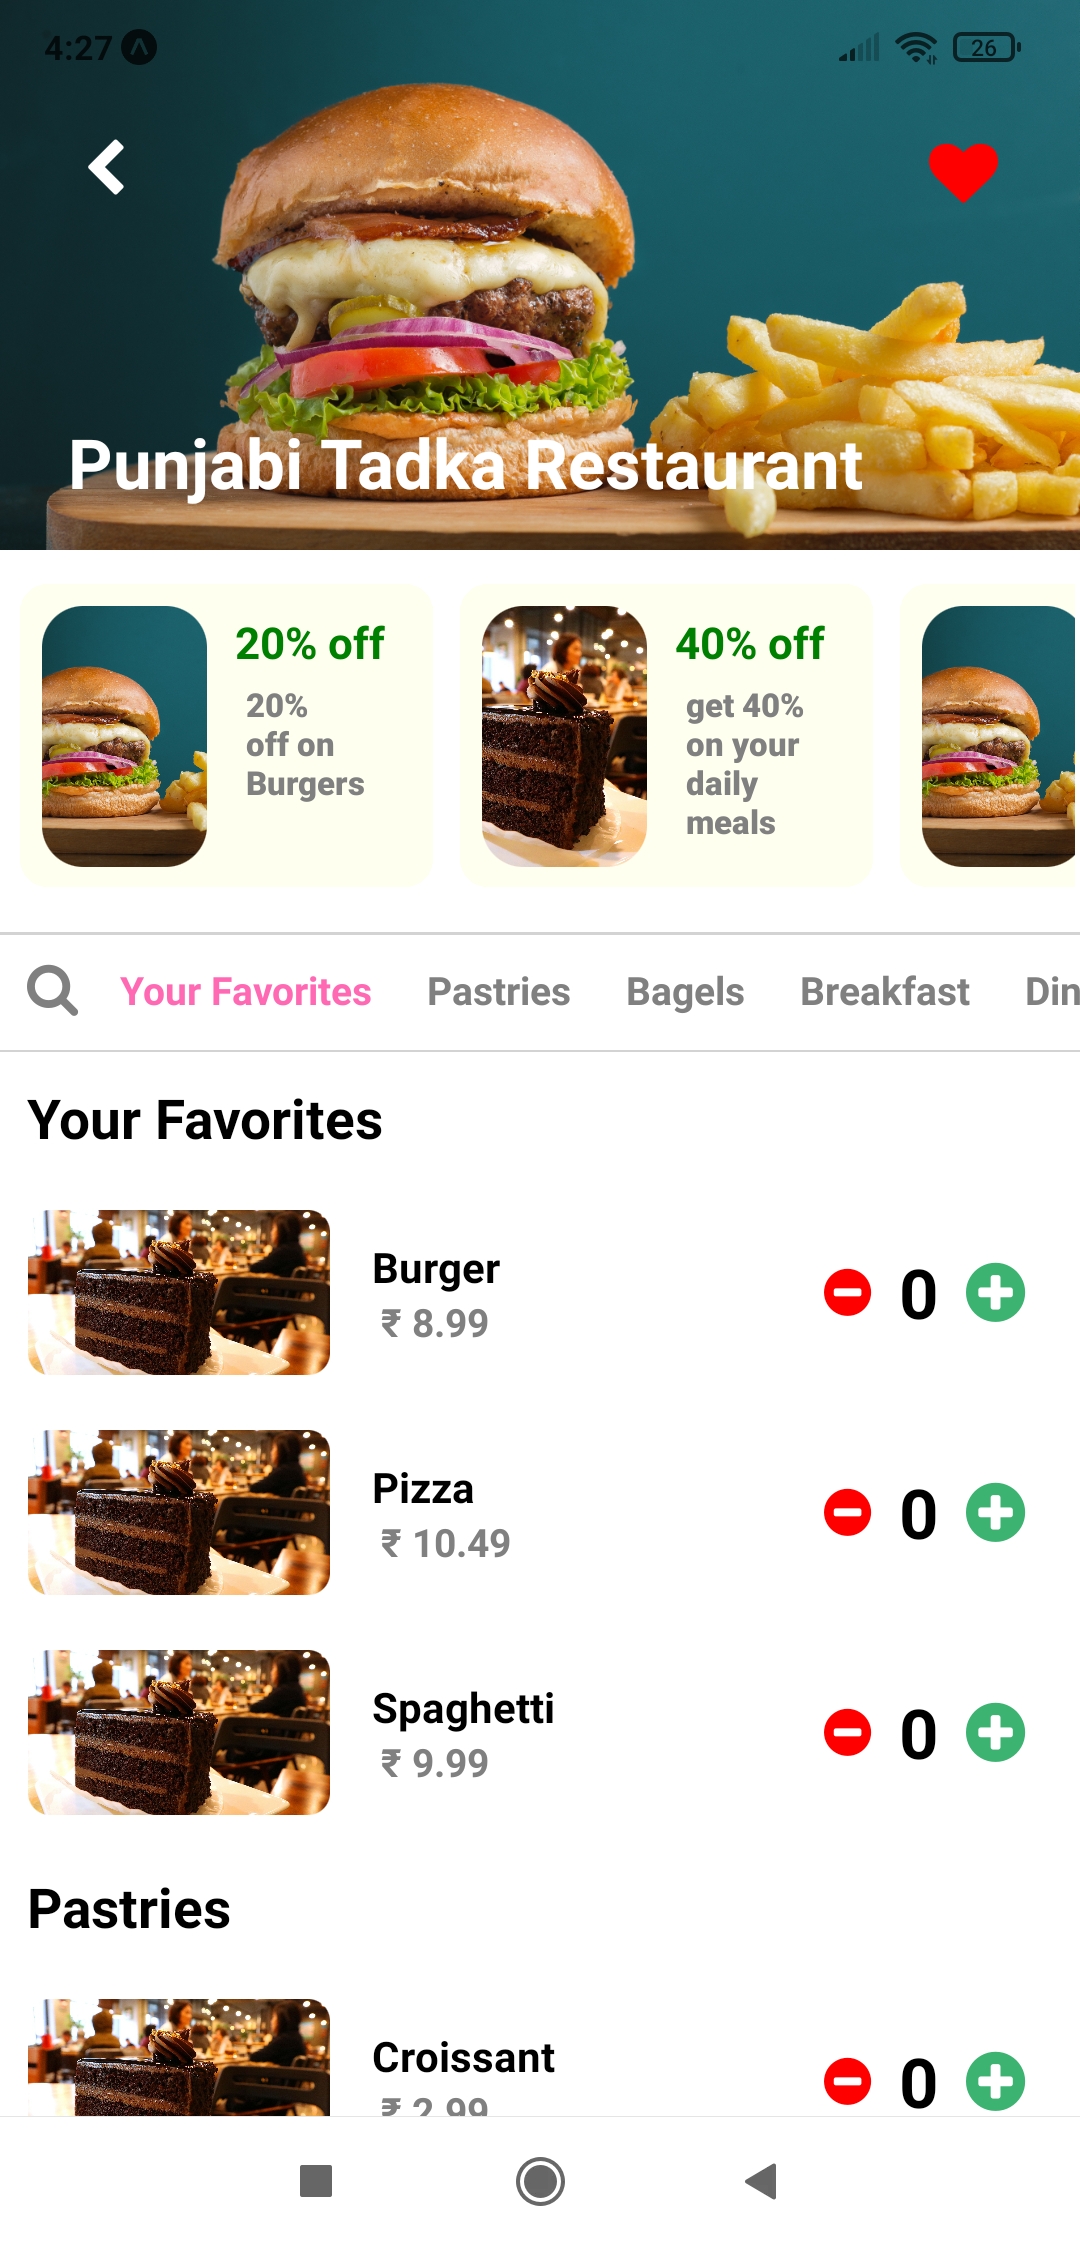 4:27
26
Punjabi Tadka Restaurant
20% off
20%
off on
Burgers
40% off
get 40%
on your
daily
meals
Your Favorites Pastries Bagels Breakfast Din
Your Favorites
Burger
₹ 8.99
0
Pizza
₹ 10.49
0
Spaghetti
₹ 9.99
0
Pastries
Croissant
₹ 2.99
0